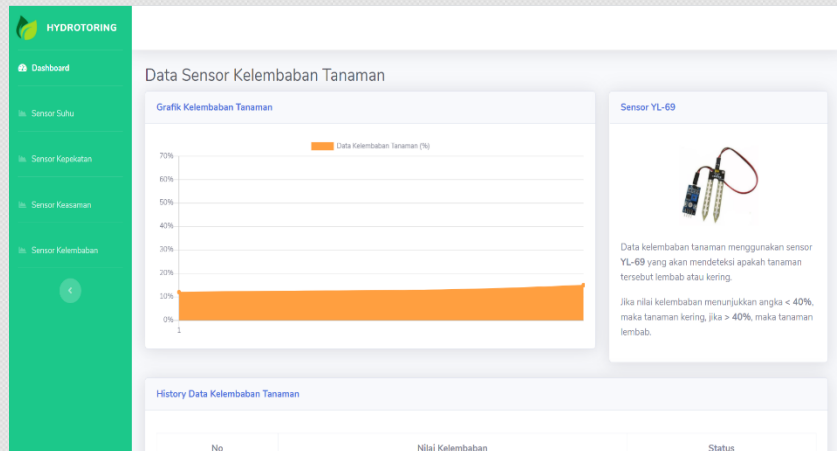 HYDROTORING
Dashboard
Sensor Suhu
Sensor Kepekatan
Sensor Keasaman
Sensor Kelembaban
Data Sensor Kelembaban Tanaman
Grafik Kelembaban Tanaman
Data Kelembaban Tanaman (%)
70%
60%
50%
40%
30%
20%
10%
0%
1
Sensor YL-69
Data kelembaban tanaman menggunakan sensor
YL-69 yang akan mendeteksi apakah tanaman
tersebut lembab atau kering.
Jika nilai kelembaban menunjukkan angka < 40%,
maka tanaman kering, jika > 40%, maka tanaman
lembab.
History Data Kelembaban Tanaman
No Nilai Kelembaban Status